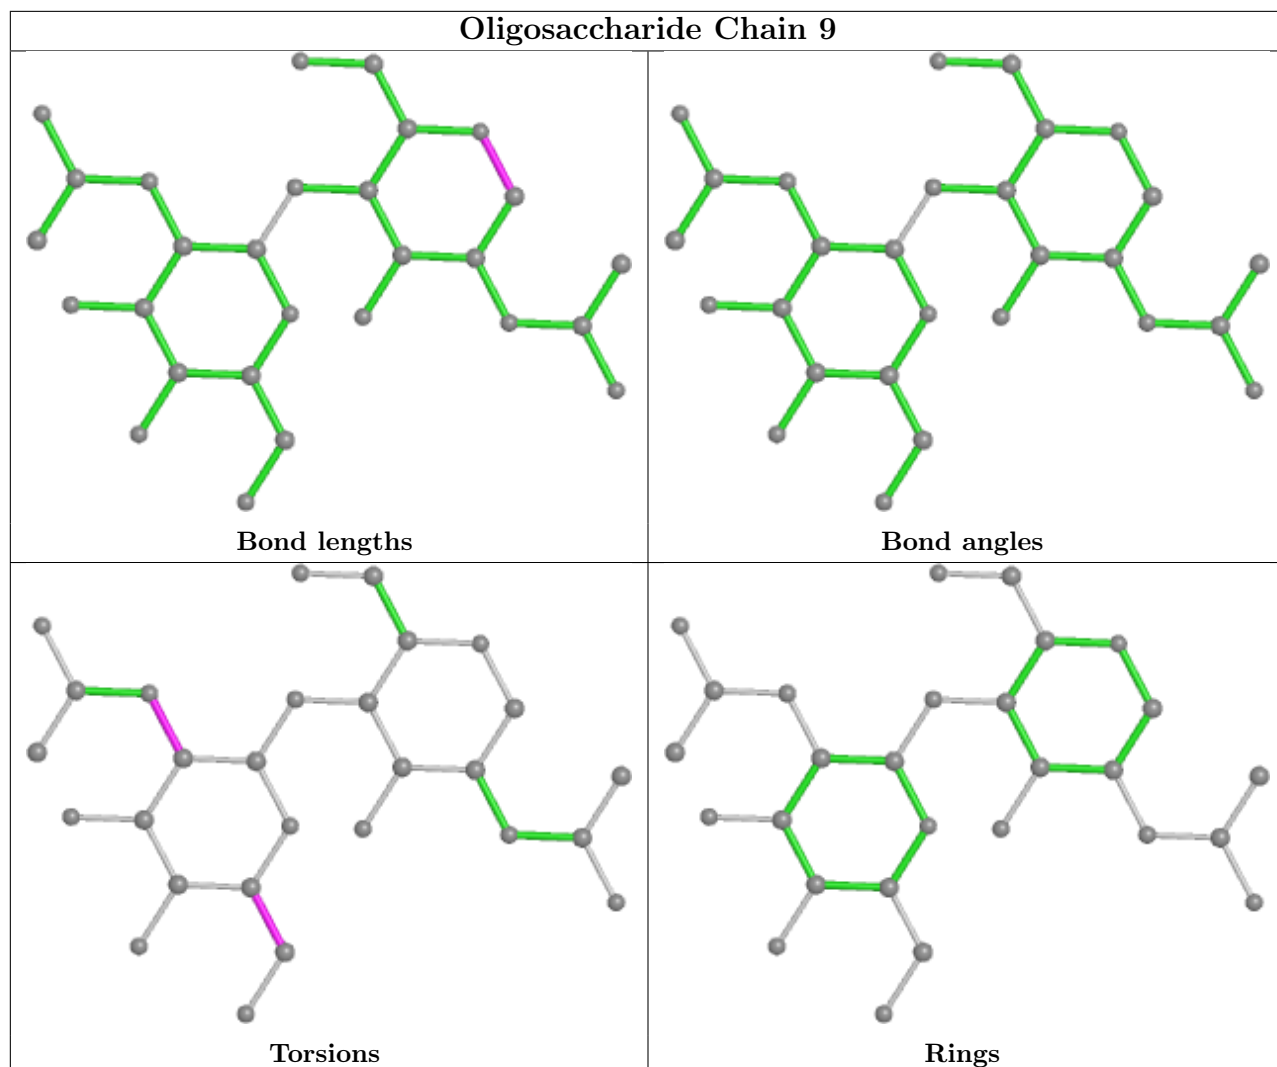 Oligosaccharide Chain 9
Bond lengths
Bond angles
Torsions
Rings